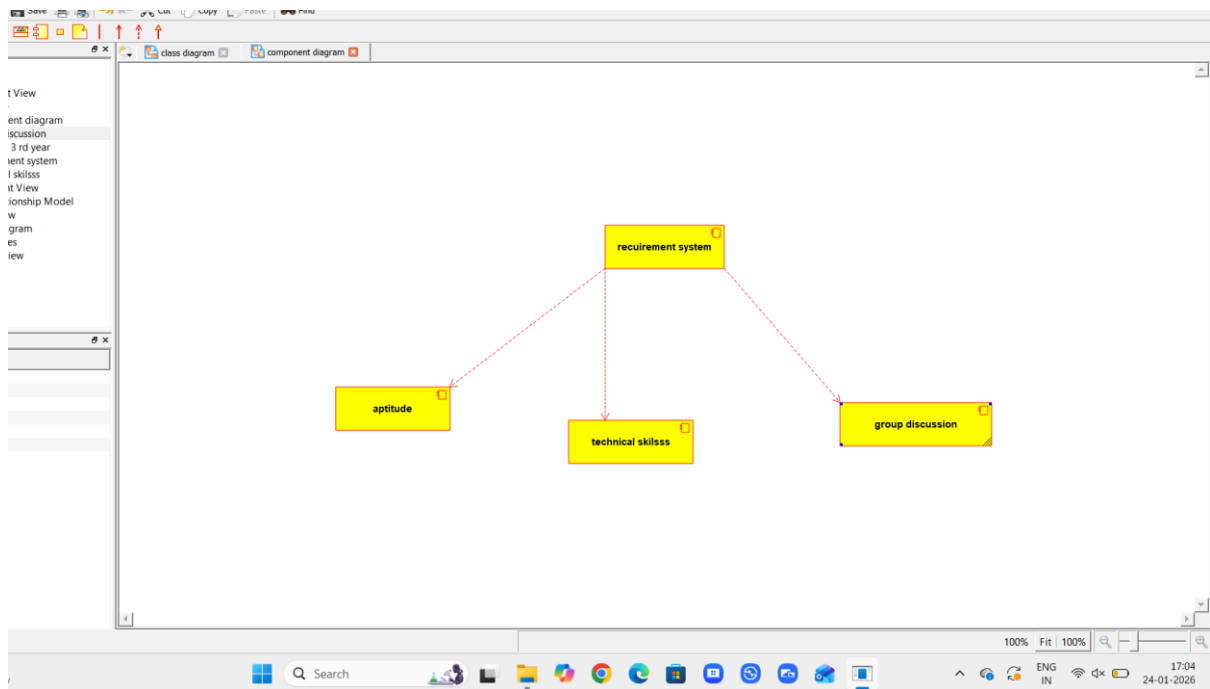 Save Cut Copy Paste Find
class diagram component diagram
t View
ent diagram
iscussion
3 rd year
nent system
l skilsss
nt View
ionship Model
w
gram
es
iew
recuirement system
aptitude
technical skilsss
group discussion
100% Fit 100%
Search
ENG
IN
17:04
24-01-2026